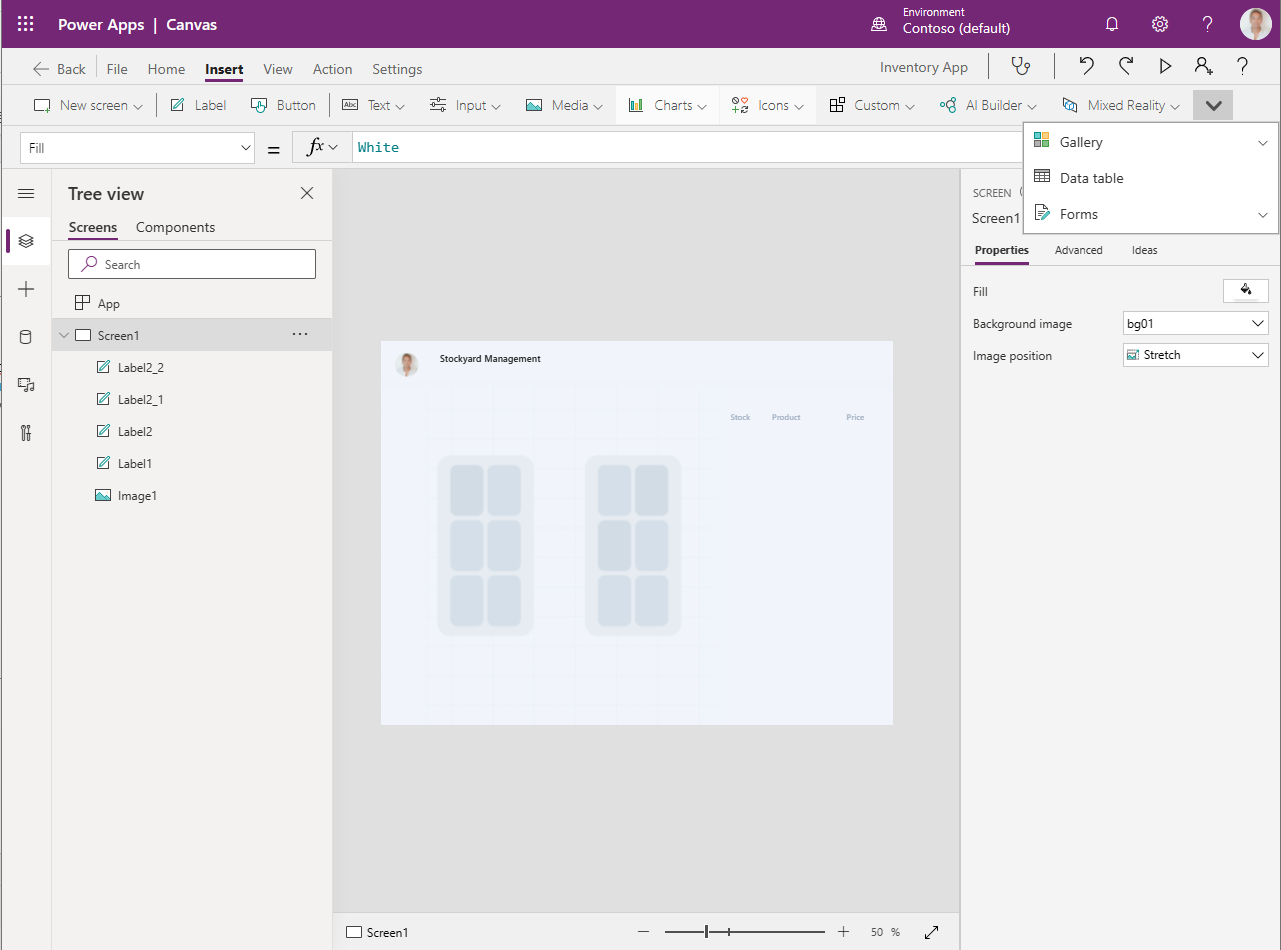 Power Apps | Canvas
Environment
Contoso (default)
Back File Home Insert View Action Settings
Inventory App
New screen Label Button Text Input Media Charts Icons Custom AI Builder Mixed Reality
Gallery
Data table
Forms
Fill = fx White
Tree view
Screens Components
Search
App
Screen1
Label2_2
Label2_1
Label2
Label1
Image1
Stockyard Management
Stock Product Price
SCREEN
Screen1
Properties Advanced Ideas
Fill
Background image bg01
Image position Stretch
Screen1
50 %